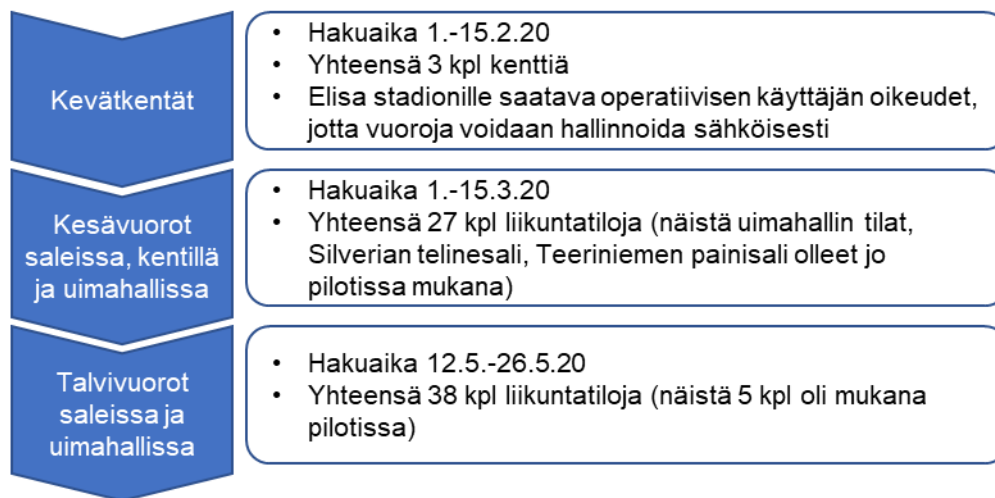 Kevätkentät
• Hakuaika 1.-15.2.20
• Yhteensä 3 kpl kenttiä
• Elisa stadionille saatava operatiivisen käyttäjän oikeudet,
jotta vuoroja voidaan hallinnoida sähköisesti
Kesävuorot
saleissa, kentillä
ja uimahallissa
• Hakuaika 1.-15.3.20
• Yhteensä 27 kpl liikuntatiloja (näistä uimahallin tilat,
Silverian telinesali, Teeriniemen painisali olleet jo
pilotissa mukana)
Talvivuorot
saleissa ja
uimahallissa
• Hakuaika 12.5.-26.5.20
• Yhteensä 38 kpl liikuntatiloja (näistä 5 kpl oli mukana
pilotissa)